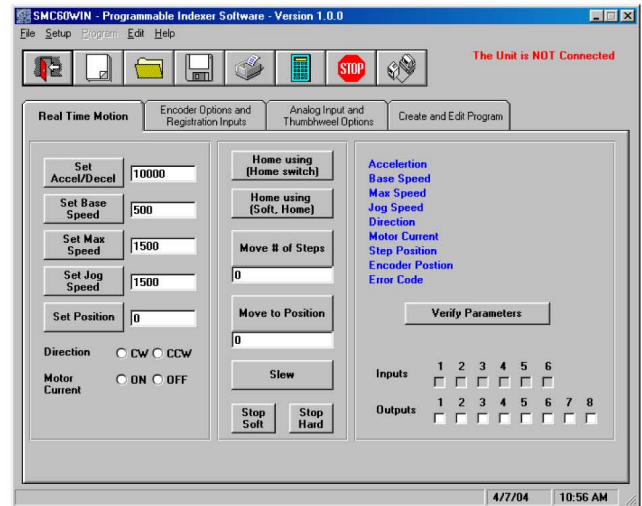 SMC60WIN - Programmable Indexer Software - Version 1.0.0
File Setup Program Edit Help
STOP
The Unit is NOT Connected
Real Time Motion
Encoder Options and
Registration Inputs
Analog Input and
Thumbhweel Options
Create and Edit Program
Set
Accel/Decel
10000
Set Base
Speed
500
Set Max
Speed
1500
Set Jog
Speed
1500
Set Position
0
Direction
CW
CCW
Motor
Current
ON
OFF
Home using
(Home switch)
Home using
(Soft, Home)
Move # of Steps
0
Move to Position
0
Slew
Stop
Soft
Stop
Hard
Accelertion
Base Speed
Max Speed
Jog Speed
Direction
Motor Current
Step Position
Encoder Postion
Error Code
Verify Parameters
1 2 3 4 5 6
Inputs
1 2 3 4 5 6 7 8
Outputs
4/7/04
10:56 AM